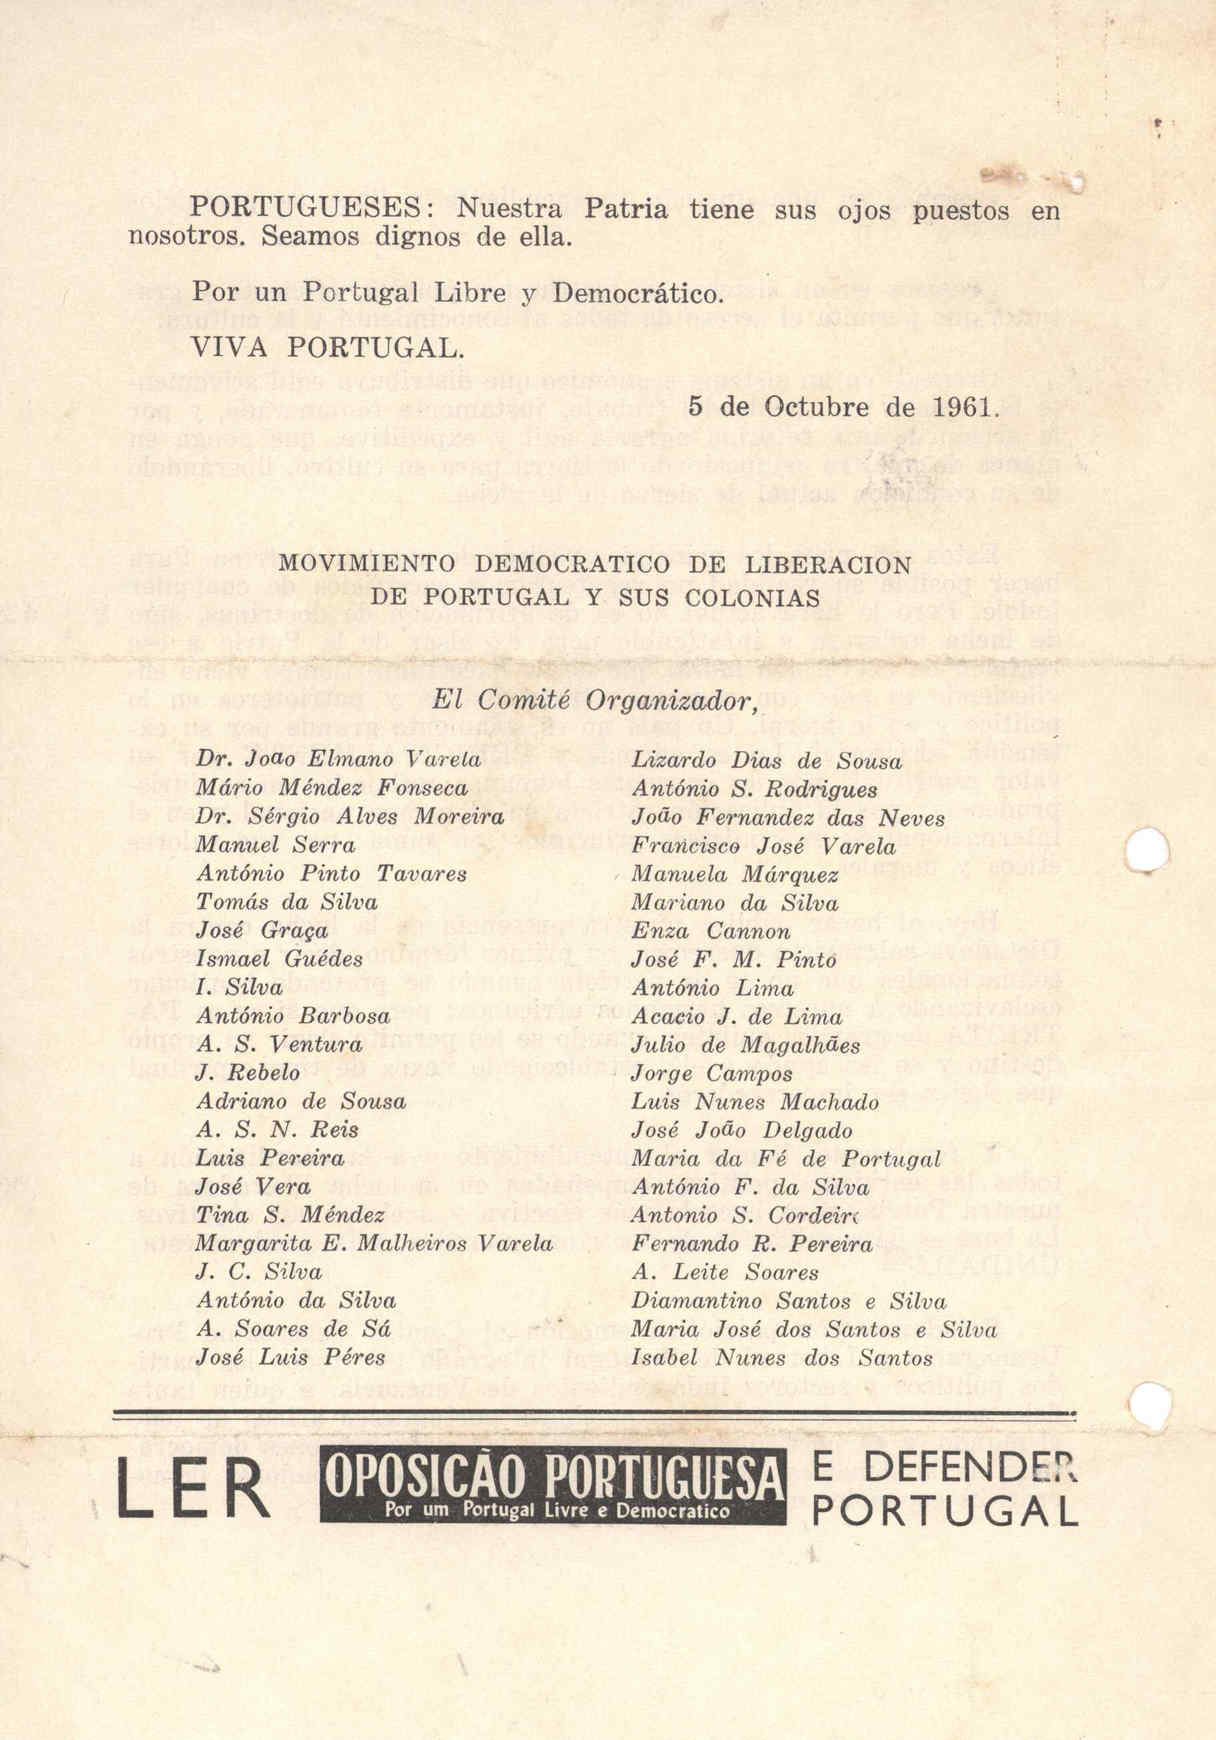 PORTUGUESES: Nuestra Patria tiene sus ojos puestos en
nosotros. Seamos dignos de ella.
Por un Portugal Libre y Democrático.
VIVA PORTUGAL.
5 de Octubre de 1961.
MOVIMIENTO DEMOCRATICO DE LIBERACION
DE PORTUGAL Y SUS COLONIAS
El Comité Organizador,
Dr. João Elmano Varela
Mário Méndez Fonseca
Dr. Sérgio Alves Moreira
Manuel Serra
António Pinto Tavares
Tomás da Silva
José Graça
Ismael Guédes
I. Silva
António Barbosa
A. S. Ventura
J. Rebelo
Adriano de Sousa
A. S. N. Reis
Luis Pereira
José Vera
Tina S. Méndez
Margarita E. Malheiros Varela
J. C. Silva
António da Silva
A. Soares de Sá
José Luis Péres
Lizardo Dias de Sousa
António S. Rodrigues
João Fernandez das Neves
Francisco José Varela
Manuela Márquez
Mariano da Silva
Enza Cannon
José F. M. Pinto
António Lima
Acacio J. de Lima
Julio de Magalhães
Jorge Campos
Luis Nunes Machado
José João Delgado
Maria da Fé de Portugal
António F. da Silva
Antonio S. Cordeiro
Fernando R. Pereira
A. Leite Soares
Diamantino Santos e Silva
Maria José dos Santos e Silva
Isabel Nunes dos Santos
LER
OPOSIÇÃO PORTUGUESA
Por um Portugal Livre e Democratico
E DEFENDER
PORTUGAL